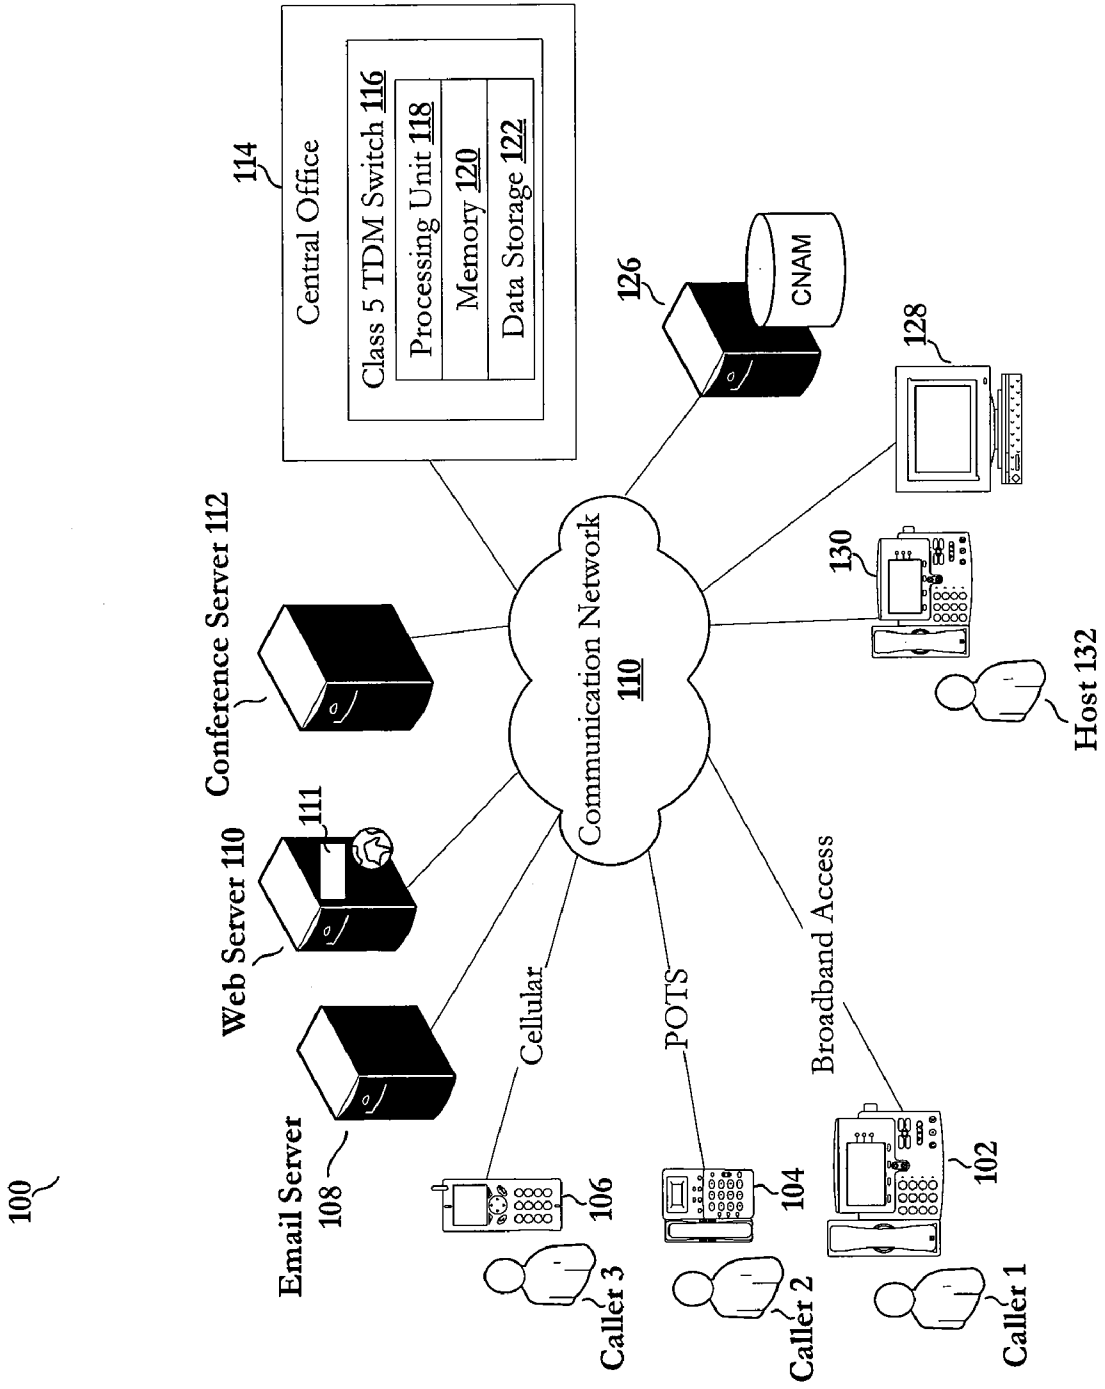 100
Email Server
108
Web Server 110
111
Conference Server 112
114
Central Office
Class 5 TDM Switch 116
Processing Unit 118
Memory 120
Data Storage 122
Caller 3
106
Cellular
Communication Network
110
126
CNAM
Caller 2
104
POTS
Caller 1
102
Broadband Access
130
128
Host 132